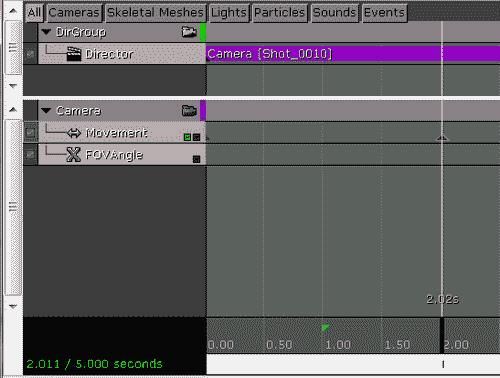 All Cameras Skeletal Meshes Lights Particles Sounds Events
DirGroup
Director Camera [Shot_0010]
Camera
Movement
FOVAngle
2.02s
0.00 0.50 1.00 1.50 2.00
2.011 / 5.000 seconds